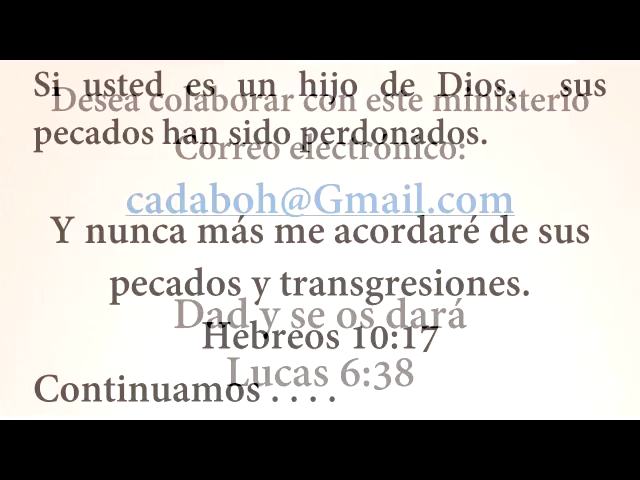 Si usted es un hijo de Dios, sus
Desea colaborar con este ministerio
pecados han sido perdonados.
Correo electrónico:
cadaboh@Gmail.com
Y nunca más me acordaré de sus
pecados y transgresiones.
Dad y se os dará
Hebreos 10:17
Lucas 6:38
Continuamos . . . .